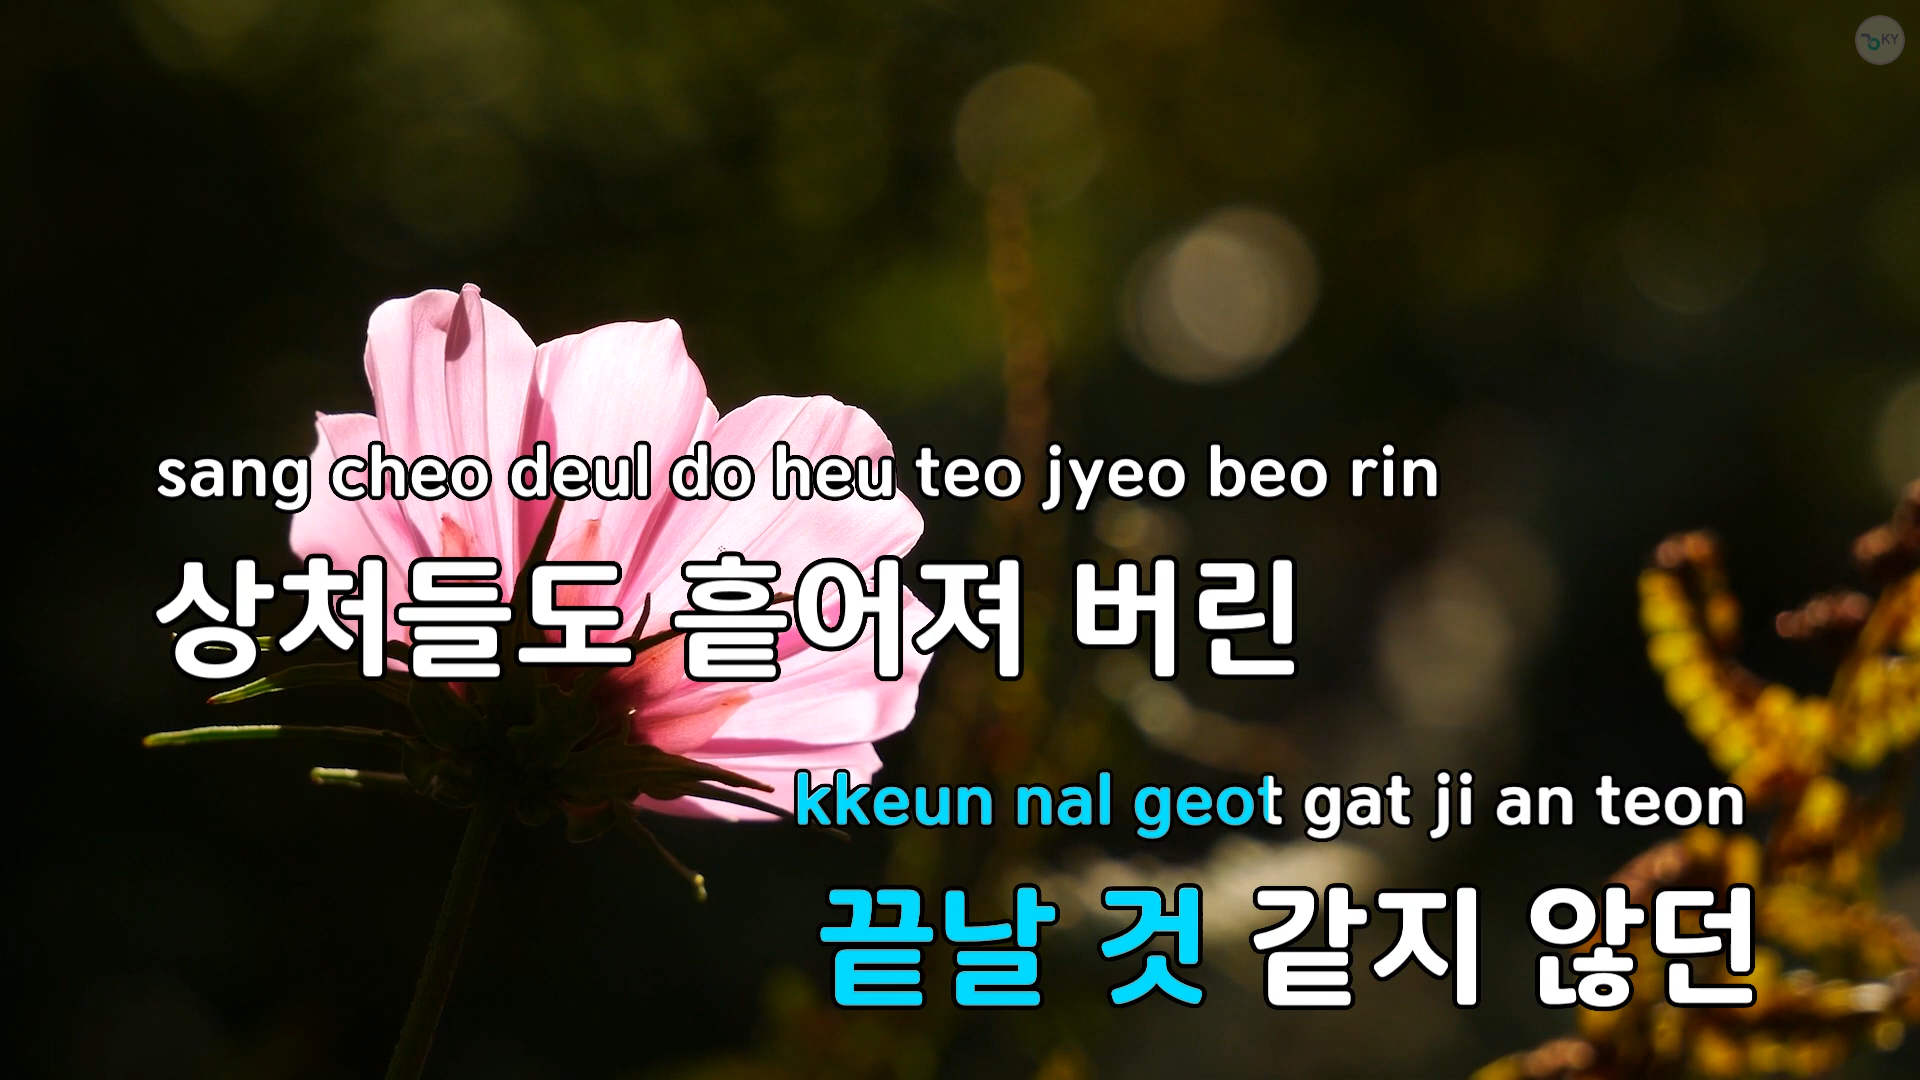 KY
sang cheo deul do heu teo jyeo beo rin
상처들도 흩어져 버린
kkeun nal geot gat ji an teon
끝날 것 같지 않던